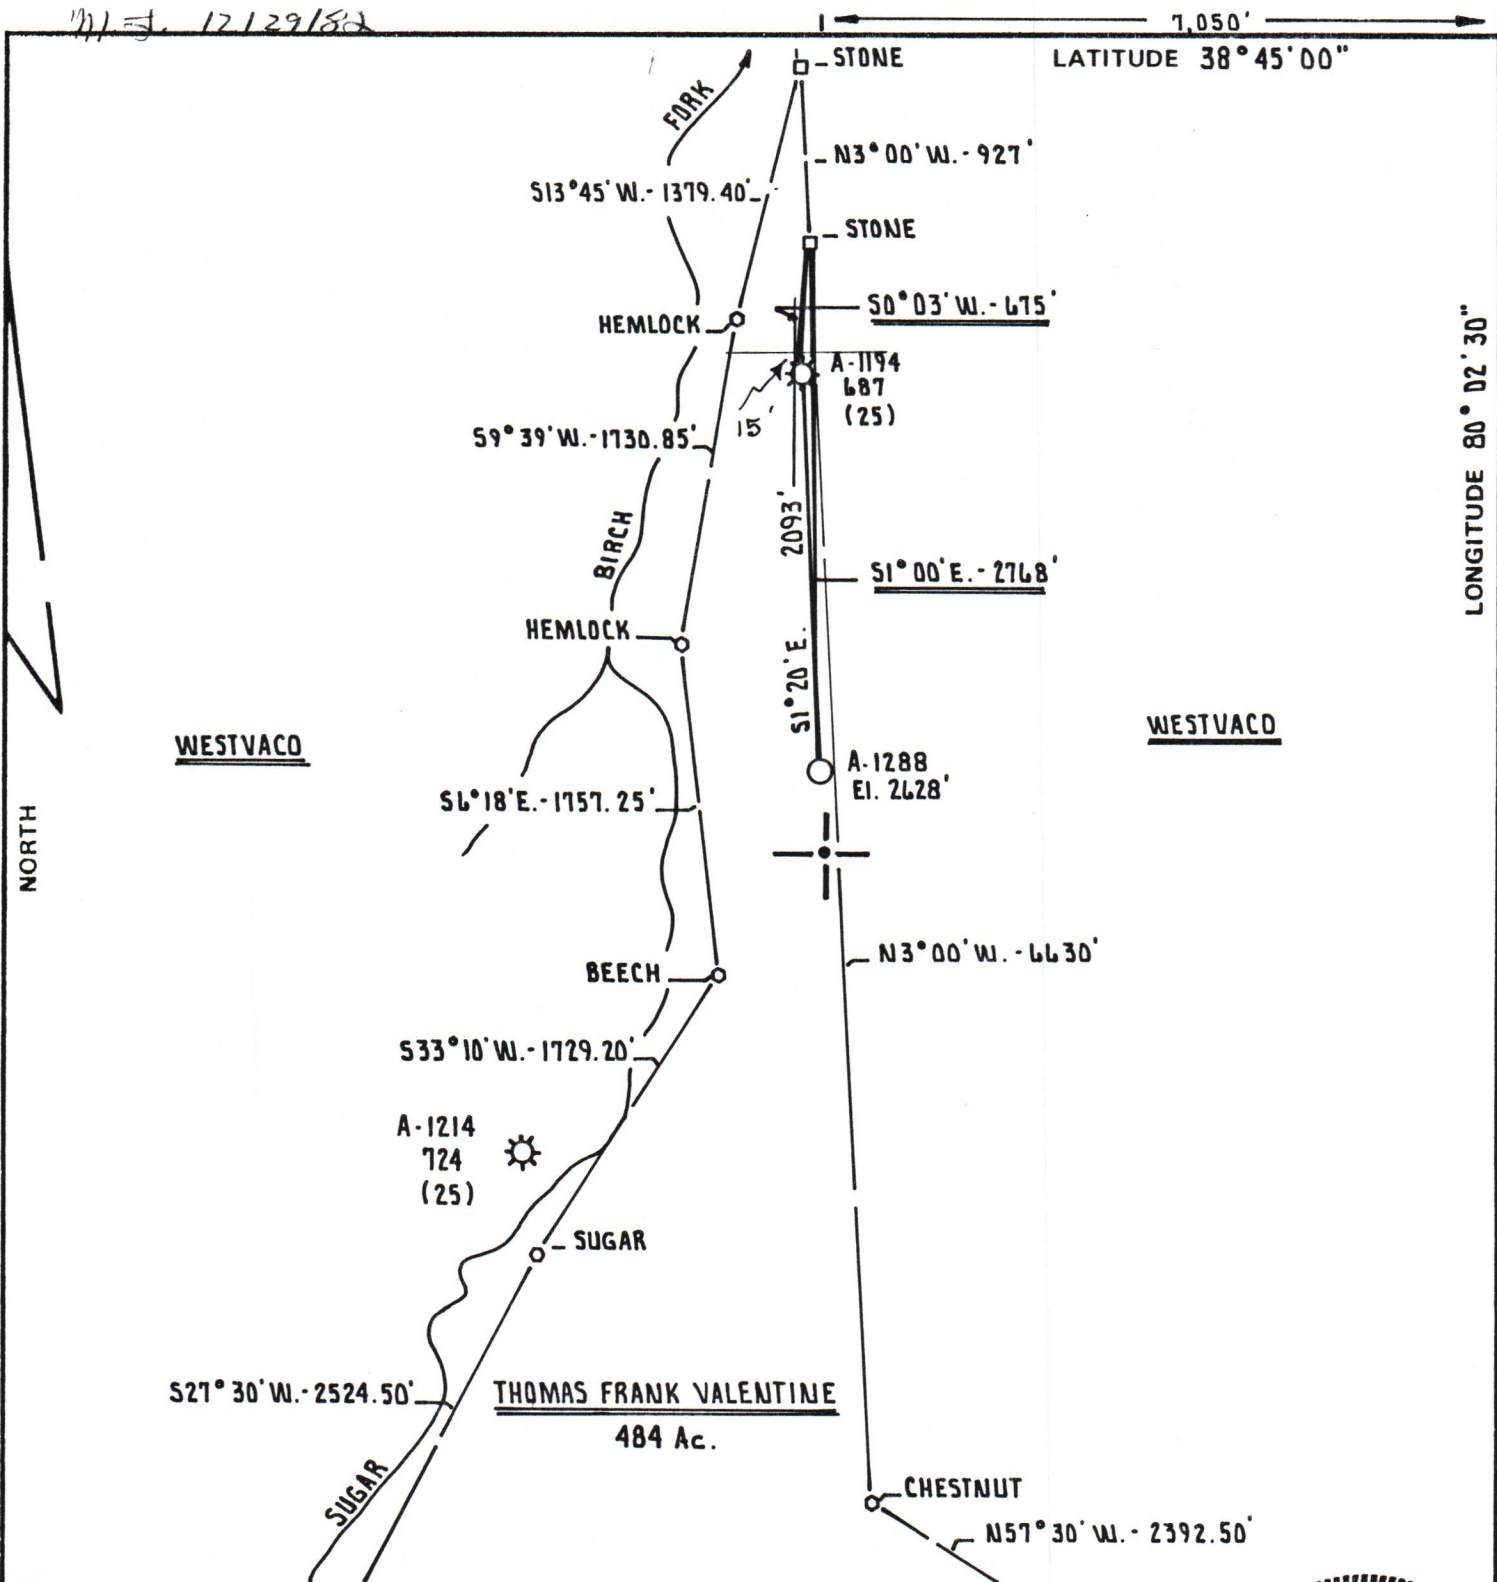 12/29/82
7,050'
LATITUDE 38°45'00"
STONE
FORK
N3°00'W.-927'
S13°45'W.-1379.40'
STONE
S0°03'W.-675'
HEMLOCK
A-1194
687
(25)
15'
LONGITUDE 80°02'30"
S9°39'W.-1730.85'
2093'
S1°20'E.
BIRCH
S1°00'E.-2768'
HEMLOCK
WESTVACO
WESTVACO
A-1288
El. 2628'
S6°18'E.-1757.25'
NORTH
N3°00'W.-6630'
BEECH
S33°10'W.-1729.20'
A-1214
724
(25)
SUGAR
S27°30'W.-2524.50'
THOMAS FRANK VALENTINE
484 Ac.
SUGAR
CHESTNUT
N57°30'W.-2392.50'